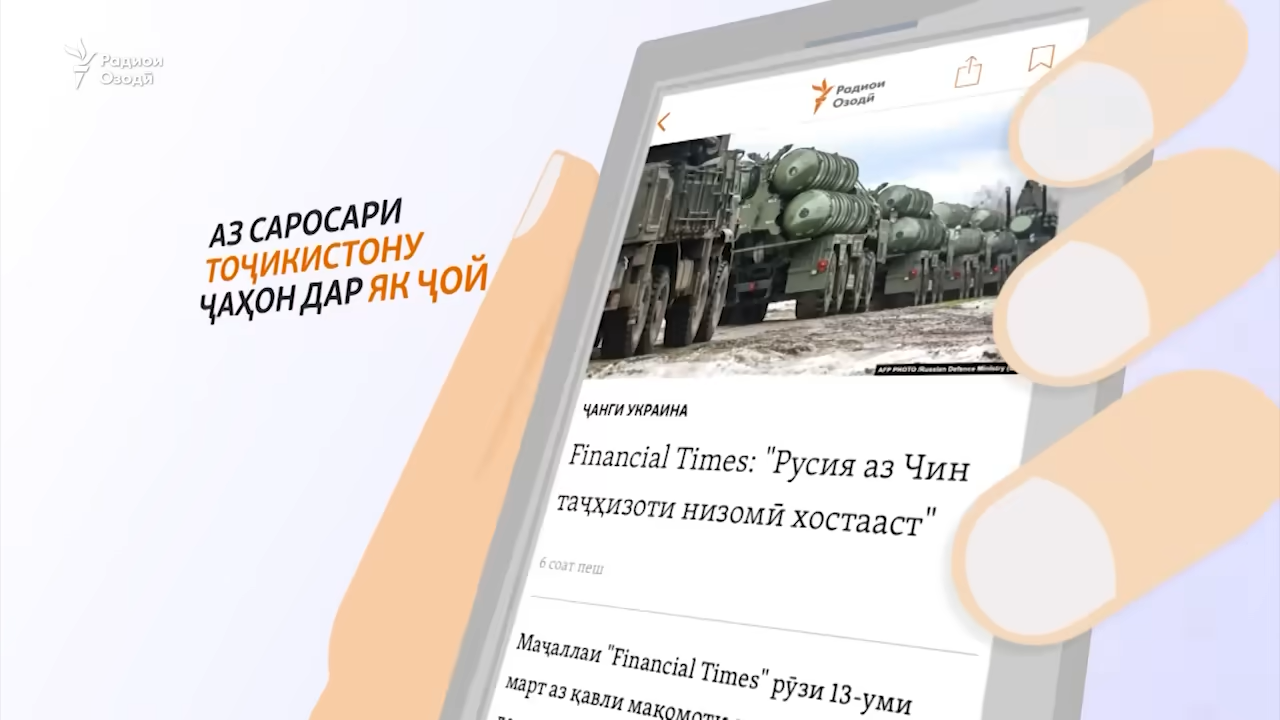 Радиои
Озодӣ
АЗ САРОСАРИ
ТОҶИКИСТОНУ
ҶАҲОН ДАР ЯК ҶОЙ
Радиои
Озодӣ
AFP PHOTO /Russian Defence Ministry
ҶАНГИ УКРАИНА
Financial Times: "Русия аз Чин
таҷҳизоти низомӣ хостааст"
6 соат пеш
Маҷаллаи "Financial Times" рӯзи 13-уми
март аз қавли мақомоти